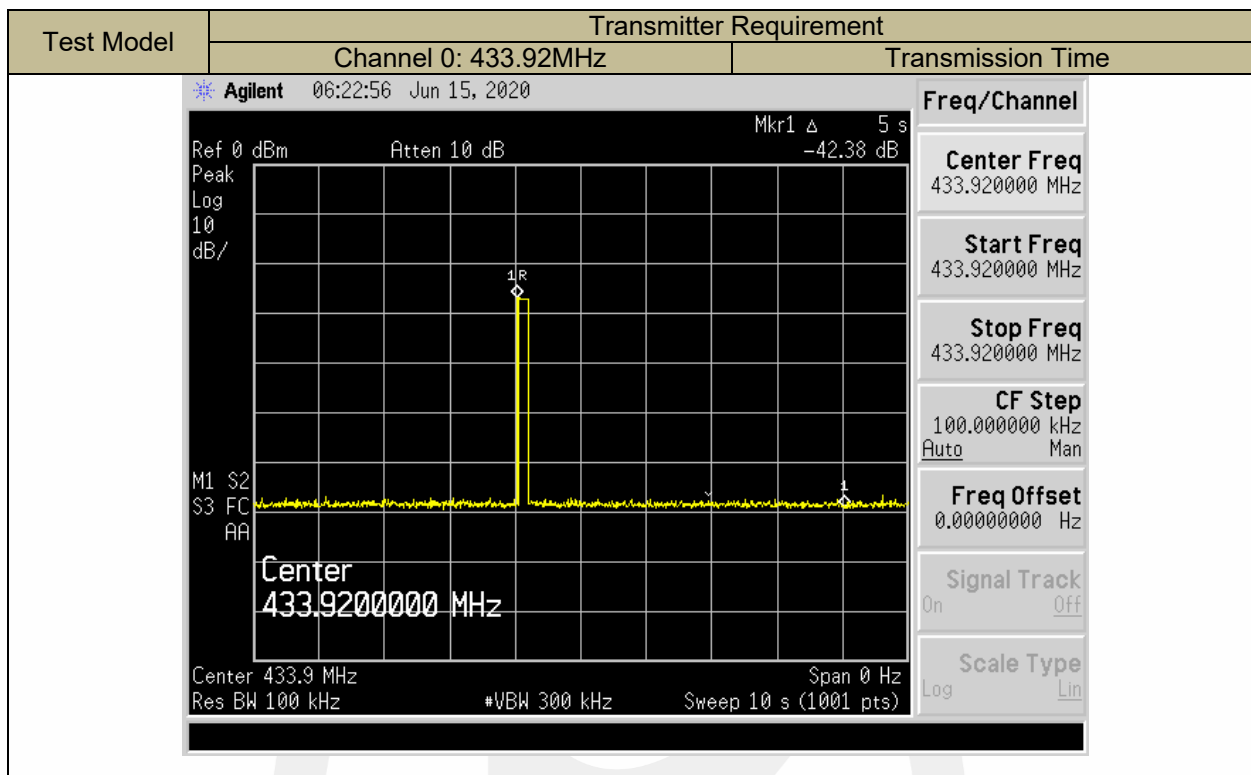 Test Model
Transmitter Requirement
Channel 0: 433.92MHz
Transmission Time
Agilent 06:22:56 Jun 15, 2020
Mkr1 Δ 5 s
Ref 0 dBm Atten 10 dB -42.38 dB
Peak
Log
10
dB/
1R
1
M1 S2
S3 FC
AA
Center
433.9200000 MHz
Center 433.9 MHz Span 0 Hz
Res BW 100 kHz #VBW 300 kHz Sweep 10 s (1001 pts)
Freq/Channel
Center Freq
433.920000 MHz
Start Freq
433.920000 MHz
Stop Freq
433.920000 MHz
CF Step
100.000000 kHz
Auto Man
Freq Offset
0.00000000 Hz
Signal Track
On Off
Scale Type
Log Lin